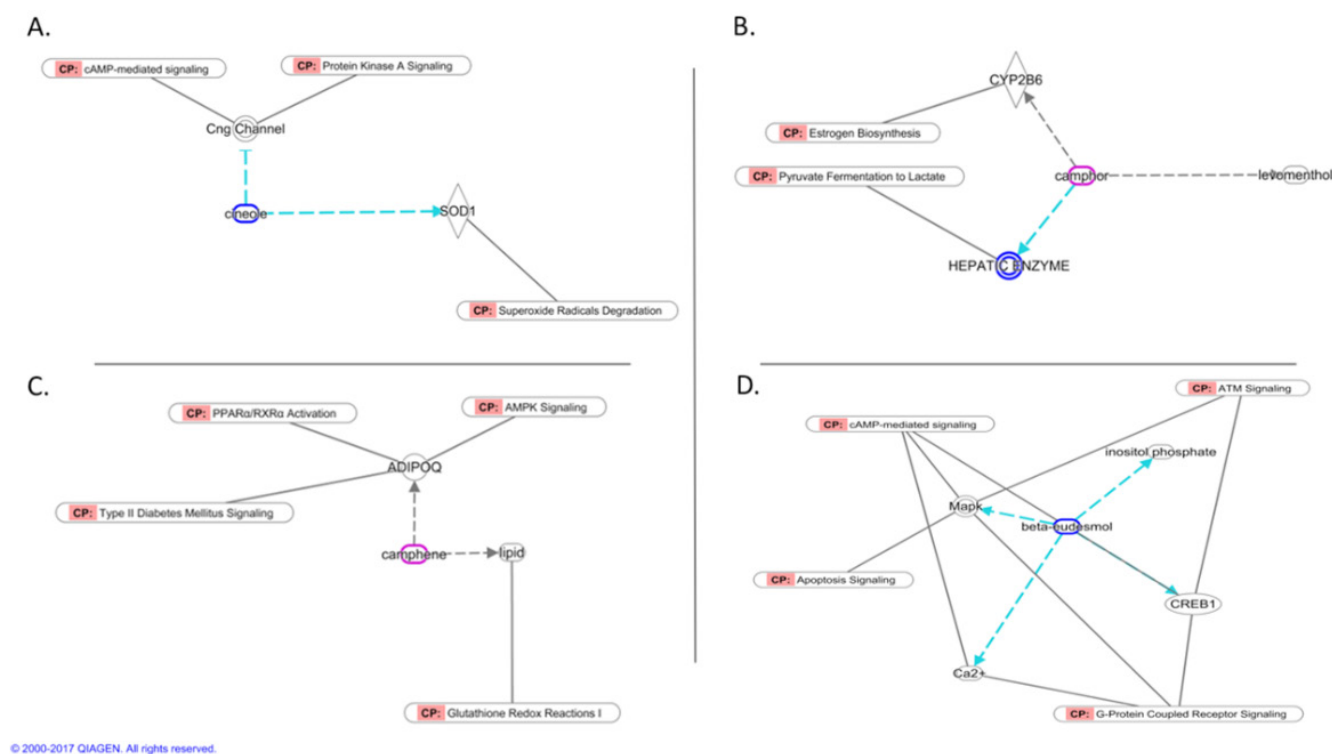 A.
CP: cAMP-mediated signaling
CP: Protein Kinase A Signaling
Cng Channel
cineole
SOD1
CP: Superoxide Radicals Degradation
B.
CYP2B6
CP: Estrogen Biosynthesis
CP: Pyruvate Fermentation to Lactate
camphor
levomenthol
HEPATIC ENZYME
C.
CP: PPARα/RXRα Activation
CP: AMPK Signaling
ADIPOQ
CP: Type II Diabetes Mellitus Signaling
camphene
lipid
CP: Glutathione Redox Reactions I
D.
CP: ATM Signaling
CP: cAMP-mediated signaling
inositol phosphate
Mapk
beta-eudesmol
CP: Apoptosis Signaling
CREB1
Ca2+
CP: G-Protein Coupled Receptor Signaling
© 2000-2017 QIAGEN. All rights reserved.